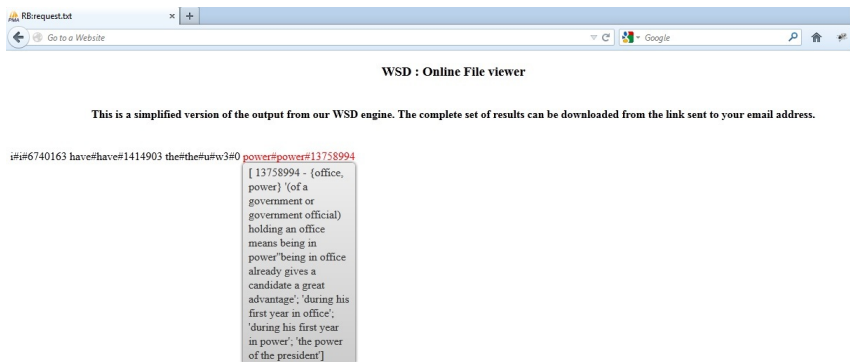 RB:request.txt
Go to a Website
Google
WSD : Online File viewer
This is a simplified version of the output from our WSD engine. The complete set of results can be downloaded from the link sent to your email address.
i#i#6740163 have#have#1414903 the#the#u#w3#0 power#power#13758994
[ 13758994 - {office,
power} '(of a
government or
government official)
holding an office
means being in
power"being in office
already gives a
candidate a great
advantage'; 'during his
first year in office';
'during his first year
in power'; 'the power
of the president']